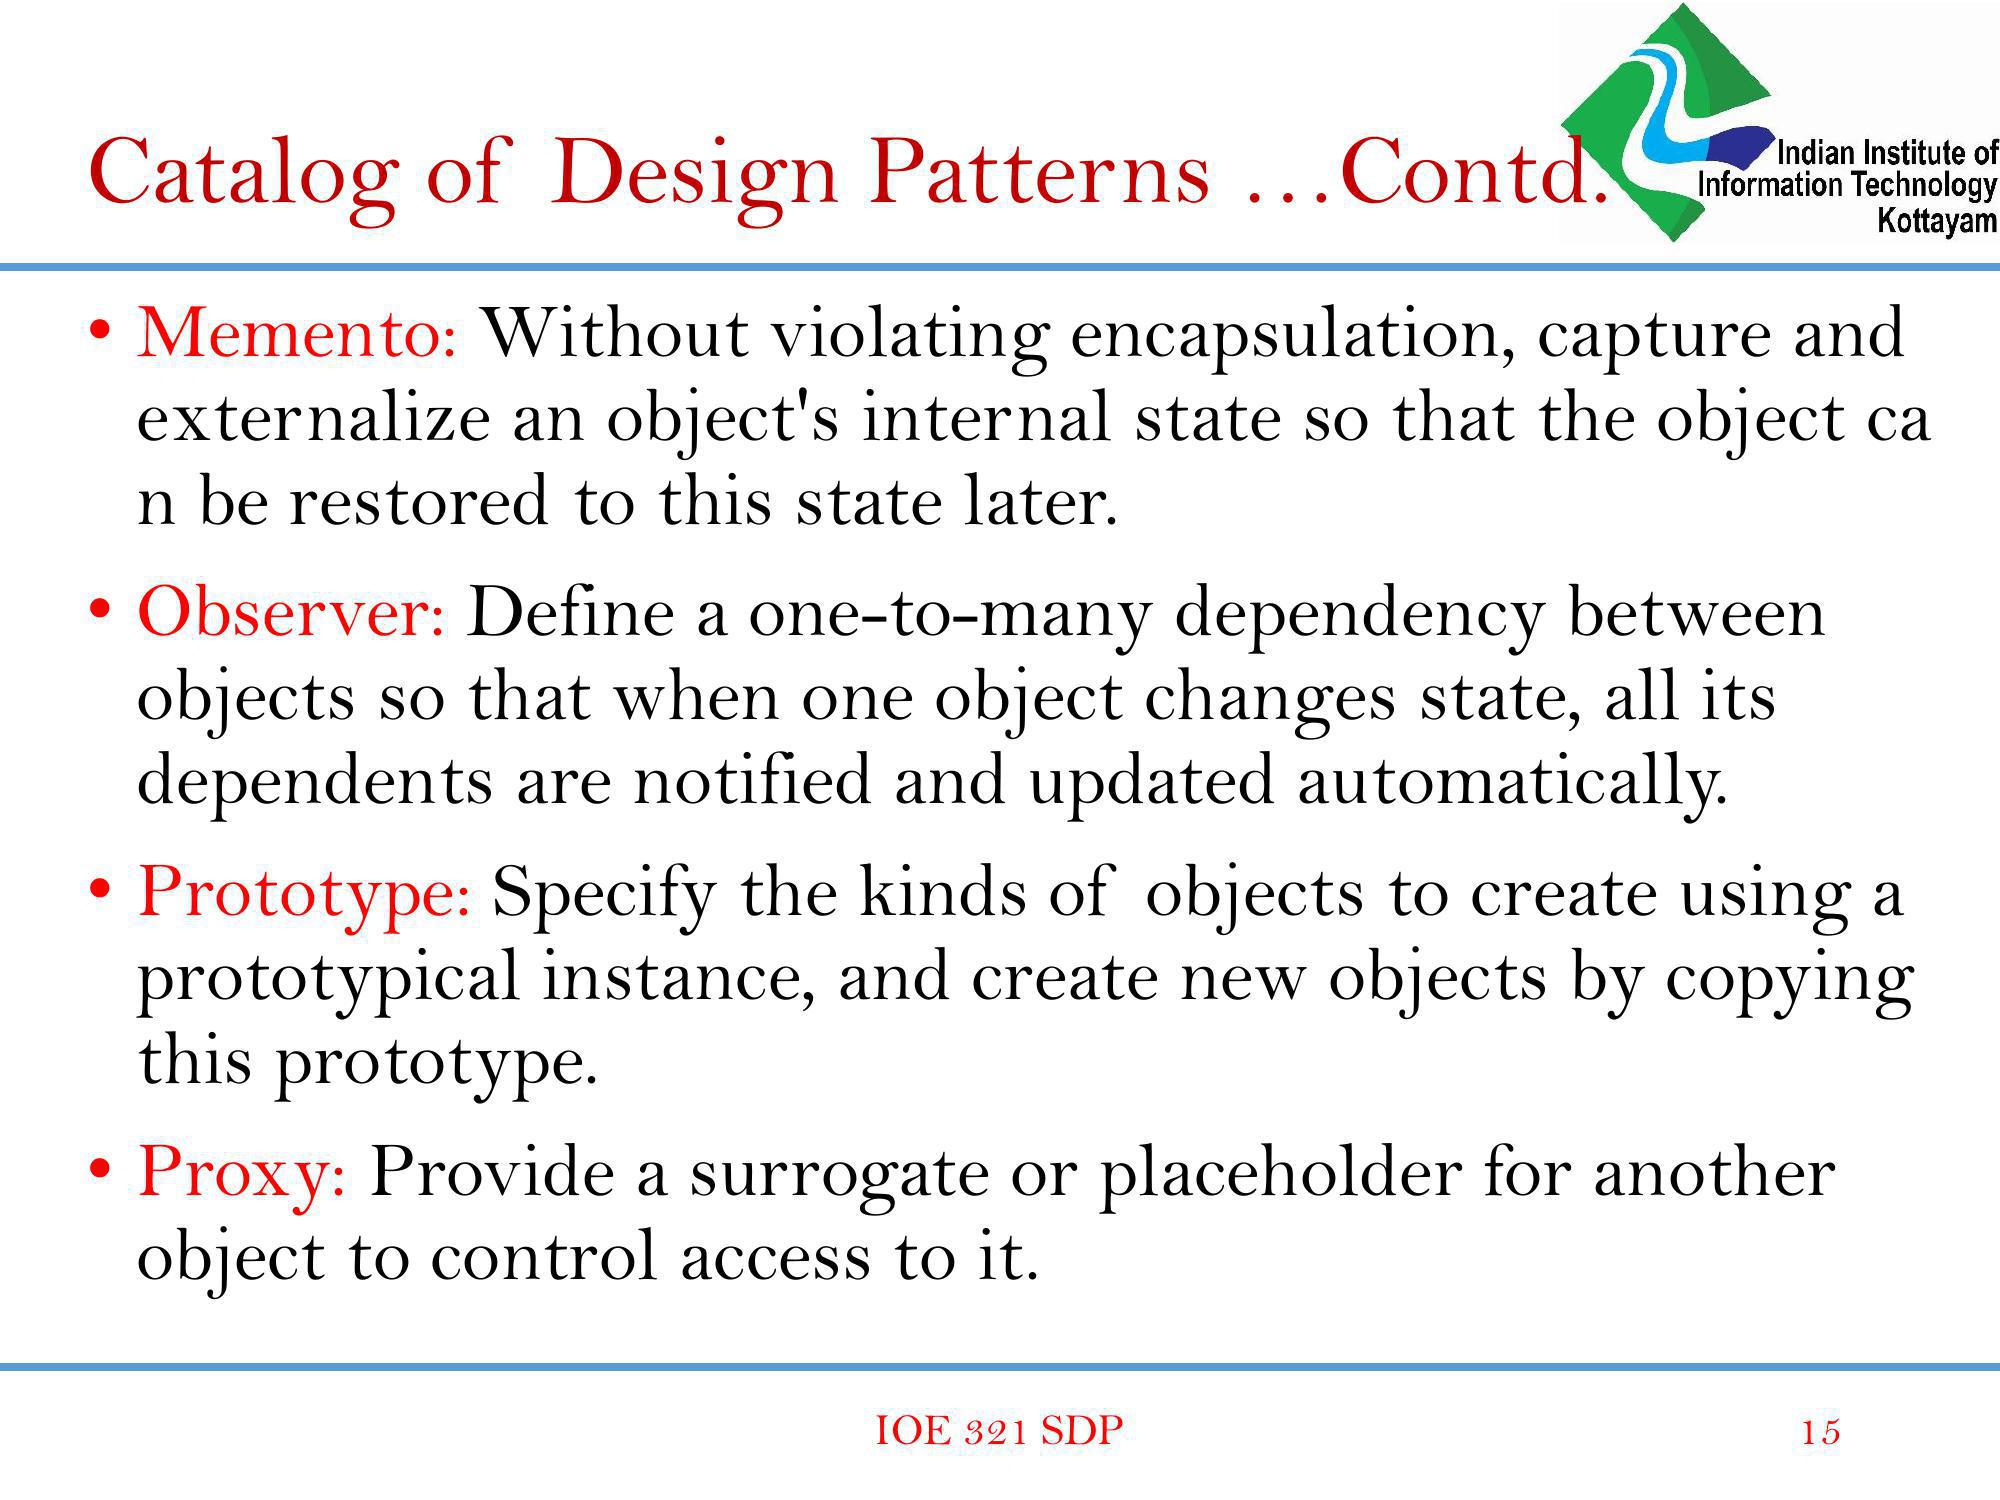 Catalog of Design Patterns …Contd.
Indian Institute of
Information Technology
Kottayam
• Memento: Without violating encapsulation, capture and
externalize an object's internal state so that the object ca
n be restored to this state later.
• Observer: Define a one-to-many dependency between
objects so that when one object changes state, all its
dependents are notified and updated automatically.
• Prototype: Specify the kinds of objects to create using a
prototypical instance, and create new objects by copying
this prototype.
• Proxy: Provide a surrogate or placeholder for another
object to control access to it.
IOE 321 SDP
15